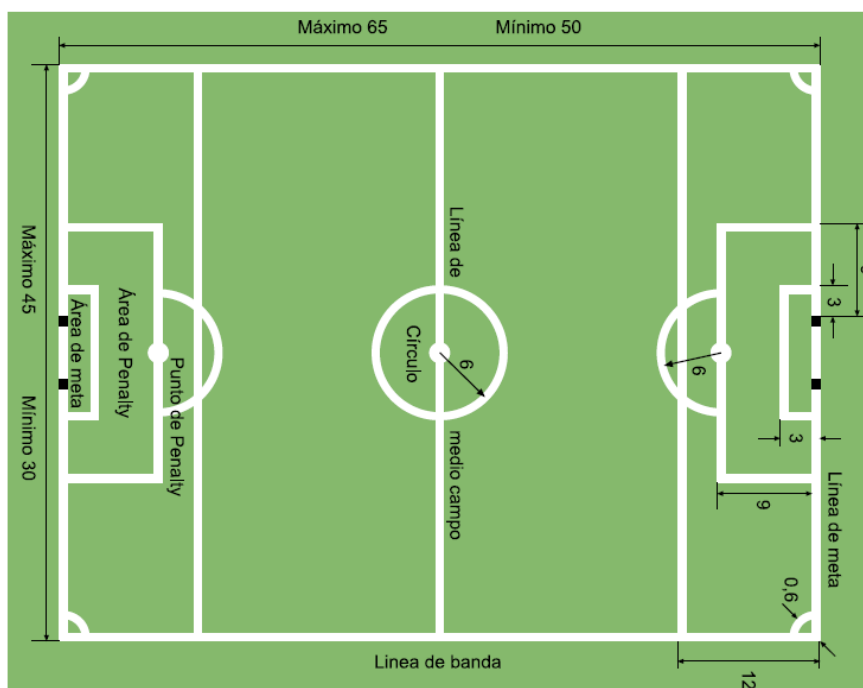 Máximo 65
Mínimo 50
Máximo 45
Mínimo 30
Área de meta
Área de Penalty
Punto de Penalty
Línea de
medio campo
Círculo
6
6
3
3
9
Línea de meta
0,6
12
Linea de banda